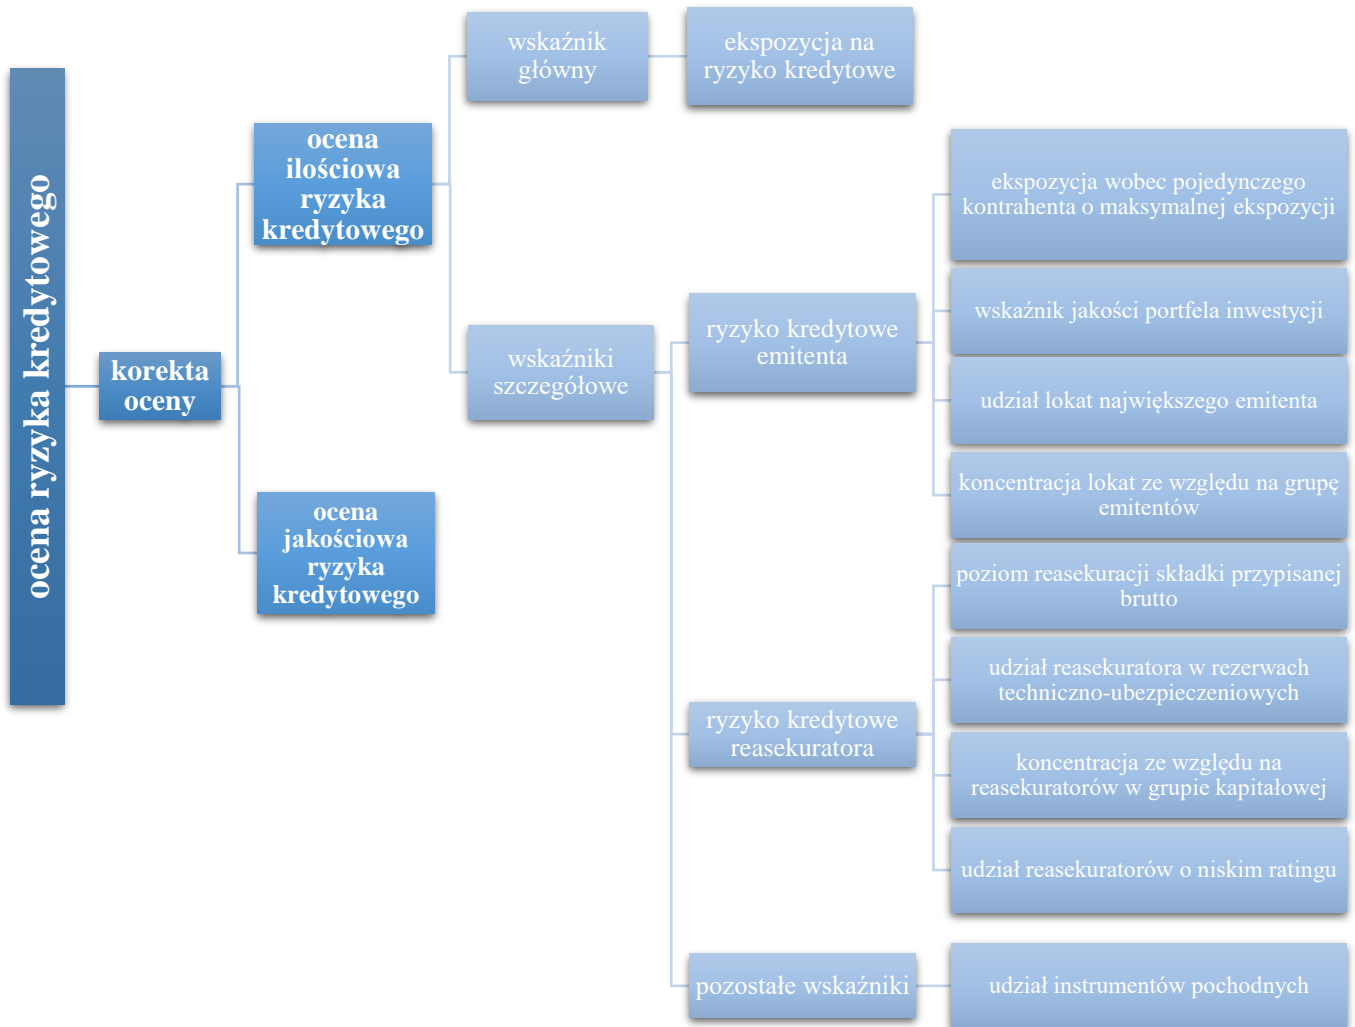 ocena ryzyka kredytowego
korekta
oceny
ocena
ilościowa
ryzyka
kredytowego
wskaźnik
główny
ekspozycja na
ryzyko kredytowe
wskaźniki
szczegółowe
ryzyko kredytowe
emitenta
ekspozycja wobec pojedynczego
kontrahenta o maksymalnej ekspozycji
wskaźnik jakości portfela inwestycji
udział lokat największego emitenta
koncentracja lokat ze względu na grupę
emitentów
ryzyko kredytowe
reasekuratora
poziom reasekuracji składki przypisanej
brutto
udział reasekuratora w rezerwach
techniczno-ubezpieczeniowych
koncentracja ze względu na
reasekuratorów w grupie kapitałowej
udział reasekuratorów o niskim ratingu
pozostałe wskaźniki
udział instrumentów pochodnych
ocena
jakościowa
ryzyka
kredytowego